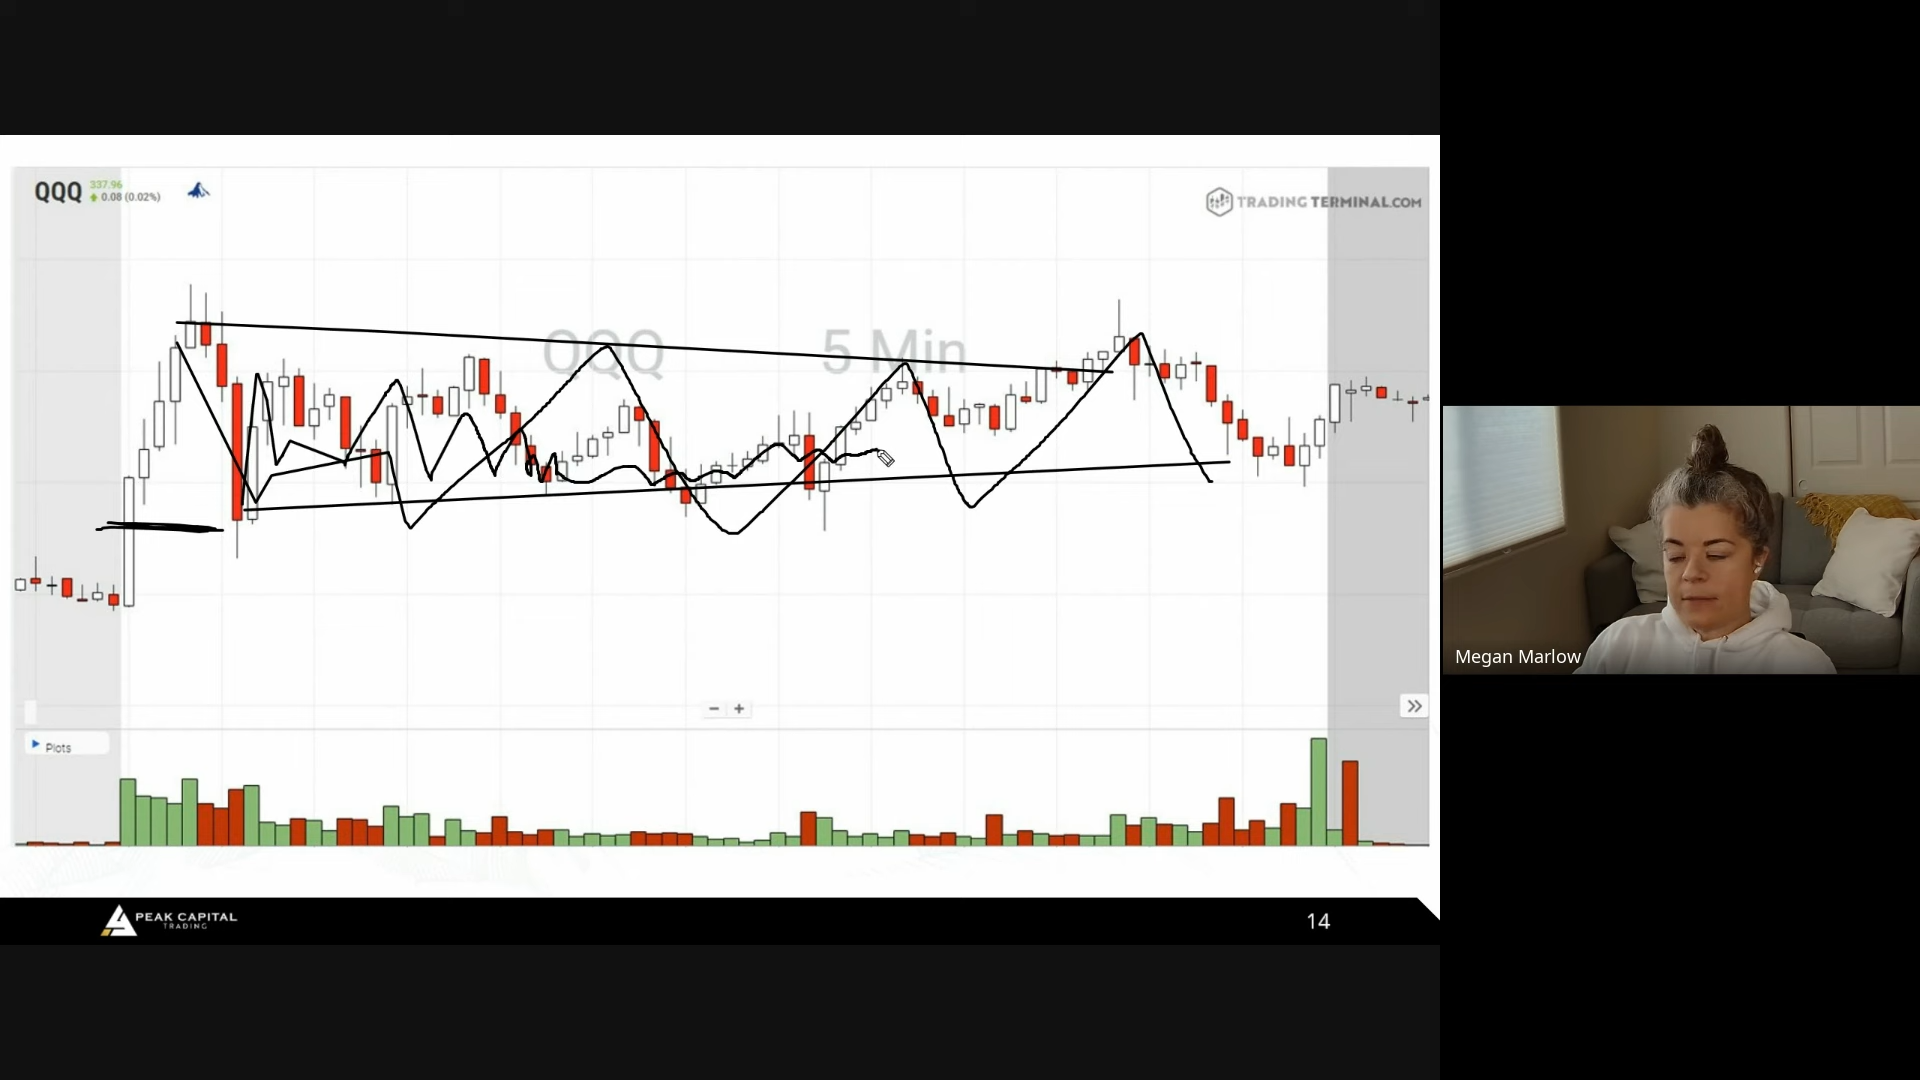 QQQ
337.96
0.08 (0.02%)
TRADING TERMINAL.COM
QQQ
5 Min
Plots
PEAK CAPITAL
TRADING
14
Megan Marlow